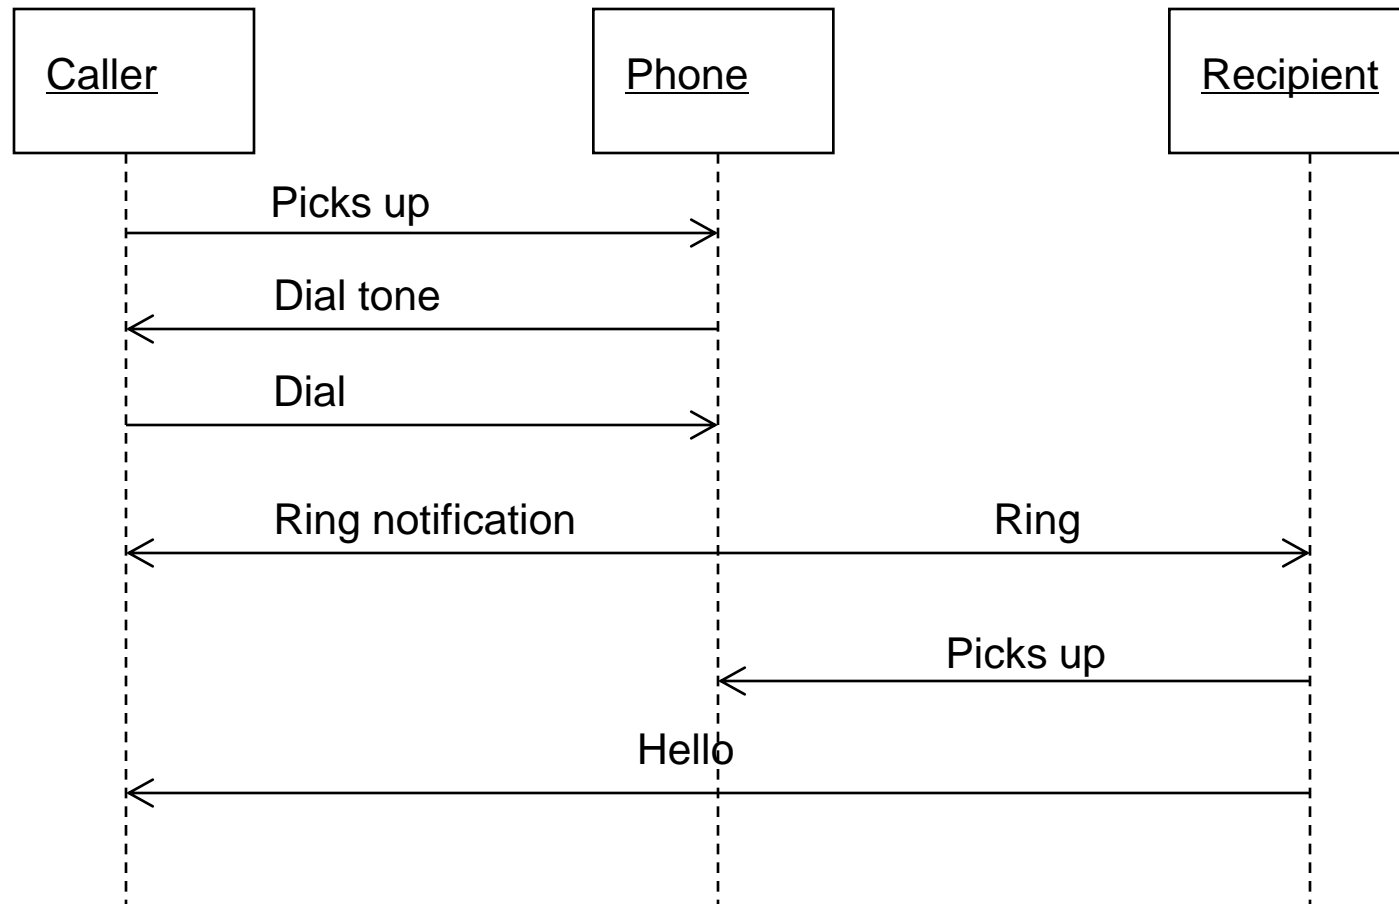 Caller
Phone
Recipient
Picks up
Dial tone
Dial
Ring notification
Ring
Picks up
Hello